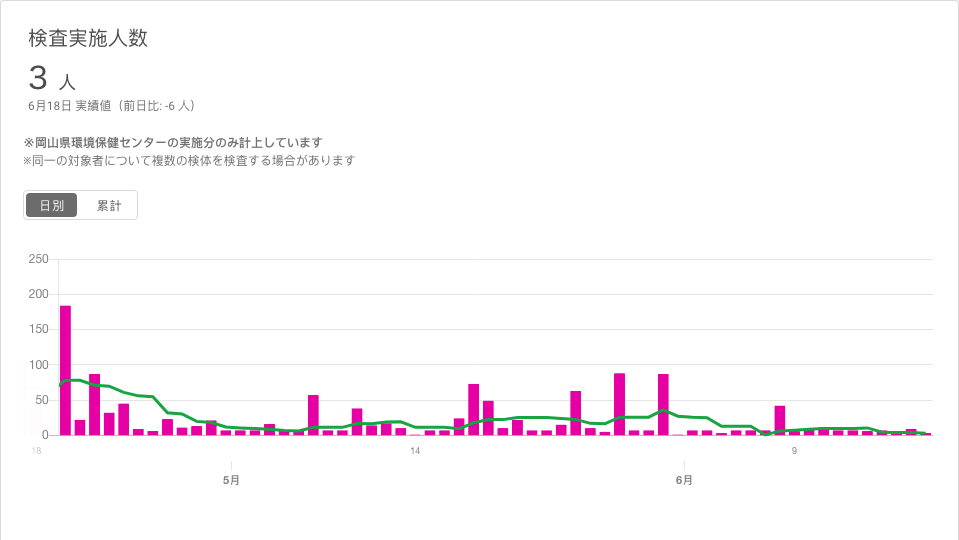 検査実施人数
3 人
6月18日 実績値（前日比: -6 人）
※岡山県環境保健センターの実施分のみ計上しています
※同一の対象者について複数の検体を検査する場合があります
日別 累計
250
200
150
100
50
0
18 14 9
5月 6月